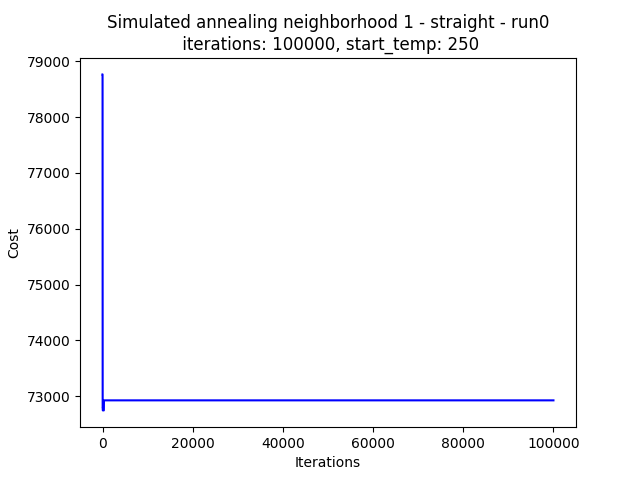 Simulated annealing neighborhood 1 - straight - run0
iterations: 100000, start_temp: 250
79000
78000
77000
76000
75000
74000
73000
Cost
0 20000 40000 60000 80000 100000
Iterations